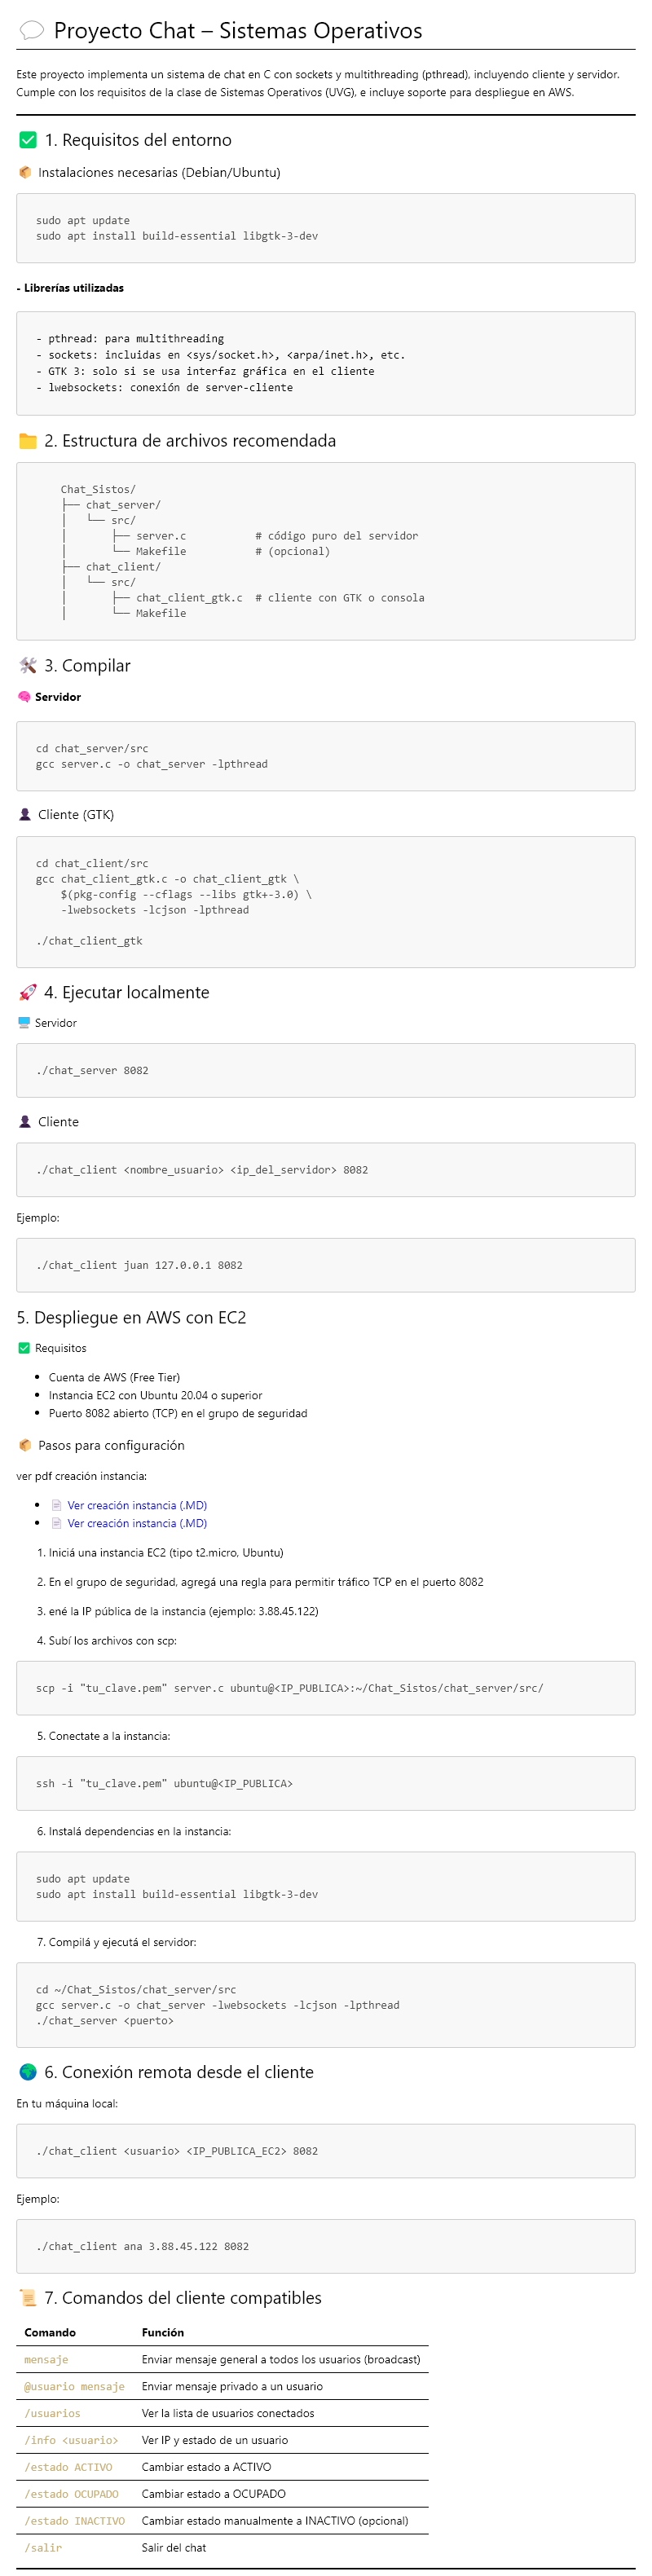 💬 Proyecto Chat – Sistemas Operativos
Este proyecto implementa un sistema de chat en C con sockets y multithreading (pthread), incluyendo cliente y servidor.
Cumple con los requisitos de la clase de Sistemas Operativos (UVG), e incluye soporte para despliegue en AWS.
✅ 1. Requisitos del entorno
📦 Instalaciones necesarias (Debian/Ubuntu)
sudo apt update
sudo apt install build-essential libgtk-3-dev
- Librerías utilizadas
- pthread: para multithreading
- sockets: incluidas en <sys/socket.h>, <arpa/inet.h>, etc.
- GTK 3: solo si se usa interfaz gráfica en el cliente
- lwebsockets: conexión de server-cliente
📁 2. Estructura de archivos recomendada
Chat_Sistos/
├── chat_server/
│   └── src/
│       ├── server.c           # código puro del servidor
│       └── Makefile           # (opcional)
├── chat_client/
│   └── src/
│       ├── chat_client_gtk.c  # cliente con GTK o consola
│       └── Makefile
🛠 3. Compilar
🧠 Servidor
cd chat_server/src
gcc server.c -o chat_server -lpthread
👤 Cliente (GTK)
cd chat_client/src
gcc chat_client_gtk.c -o chat_client_gtk \
    $(pkg-config --cflags --libs gtk+-3.0) \
    -lwebsockets -lcjson -lpthread
./chat_client_gtk
🚀 4. Ejecutar localmente
🖥 Servidor
./chat_server 8082
👤 Cliente
./chat_client <nombre_usuario> <ip_del_servidor> 8082
Ejemplo:
./chat_client juan 127.0.0.1 8082
5. Despliegue en AWS con EC2
✅ Requisitos
• Cuenta de AWS (Free Tier)
• Instancia EC2 con Ubuntu 20.04 o superior
• Puerto 8082 abierto (TCP) en el grupo de seguridad
📦 Pasos para configuración
ver pdf creación instancia:
• 📄 Ver creación instancia (.MD)
• 📄 Ver creación instancia (.MD)
1. Iniciá una instancia EC2 (tipo t2.micro, Ubuntu)
2. En el grupo de seguridad, agregá una regla para permitir tráfico TCP en el puerto 8082
3. ené la IP pública de la instancia (ejemplo: 3.88.45.122)
4. Subí los archivos con scp:
scp -i "tu_clave.pem" server.c ubuntu@<IP_PUBLICA>:~/Chat_Sistos/chat_server/src/
5. Conectate a la instancia:
ssh -i "tu_clave.pem" ubuntu@<IP_PUBLICA>
6. Instalá dependencias en la instancia:
sudo apt update
sudo apt install build-essential libgtk-3-dev
7. Compilá y ejecutá el servidor:
cd ~/Chat_Sistos/chat_server/src
gcc server.c -o chat_server -lwebsockets -lcjson -lpthread
./chat_server <puerto>
🌍 6. Conexión remota desde el cliente
En tu máquina local:
./chat_client <usuario> <IP_PUBLICA_EC2> 8082
Ejemplo:
./chat_client ana 3.88.45.122 8082
📜 7. Comandos del cliente compatibles
Comando Función
mensaje Enviar mensaje general a todos los usuarios (broadcast)
@usuario mensaje Enviar mensaje privado a un usuario
/usuarios Ver la lista de usuarios conectados
/info <usuario> Ver IP y estado de un usuario
/estado ACTIVO Cambiar estado a ACTIVO
/estado OCUPADO Cambiar estado a OCUPADO
/estado INACTIVO Cambiar estado manualmente a INACTIVO (opcional)
/salir Salir del chat